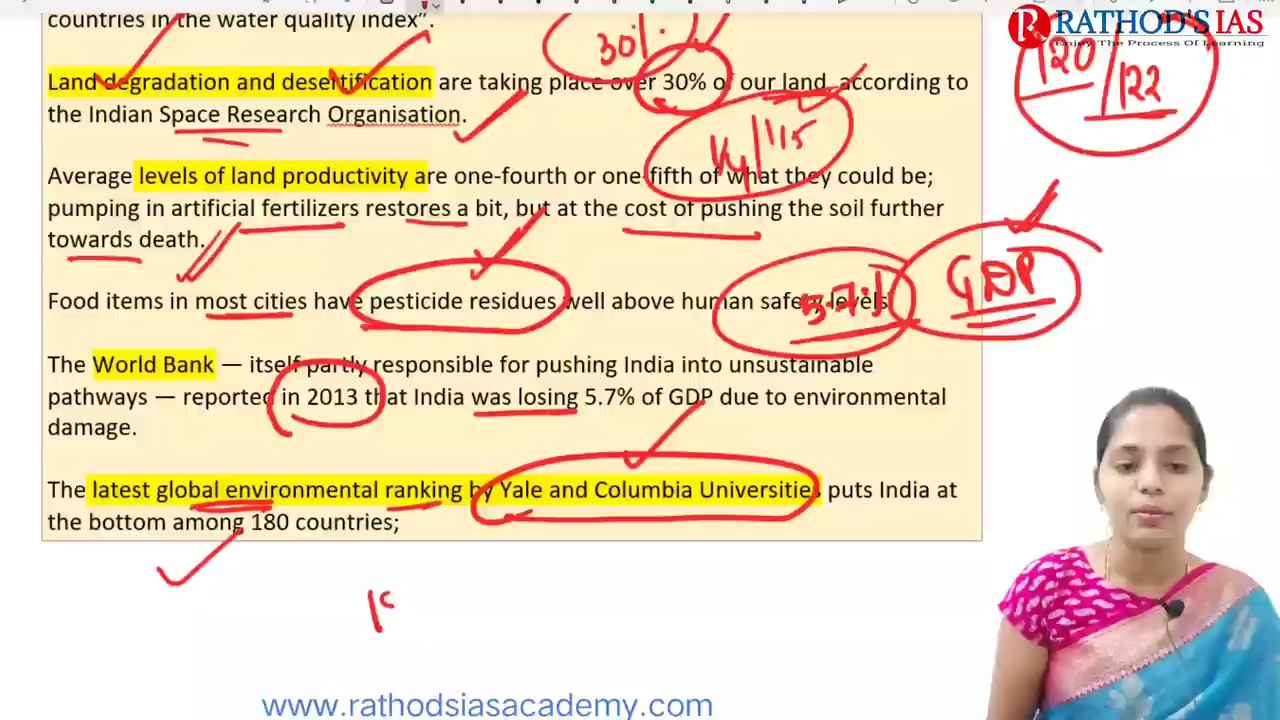 countries in the water quality index”.
RATHOD'S IAS
Enjoy The Process Of Learning
30%.
120/122
Land degradation and desertification are taking place over 30% of our land, according to
the Indian Space Research Organisation.
1/4/1/5
Average levels of land productivity are one-fourth or one-fifth of what they could be;
pumping in artificial fertilizers restores a bit, but at the cost of pushing the soil further
towards death.
GDP
Food items in most cities have pesticide residues well above human safety levels
5.7%
The World Bank — itself partly responsible for pushing India into unsustainable
pathways — reported in 2013 that India was losing 5.7% of GDP due to environmental
damage.
The latest global environmental ranking by Yale and Columbia Universities puts India at
the bottom among 180 countries;
www.rathodsiasacademy.com